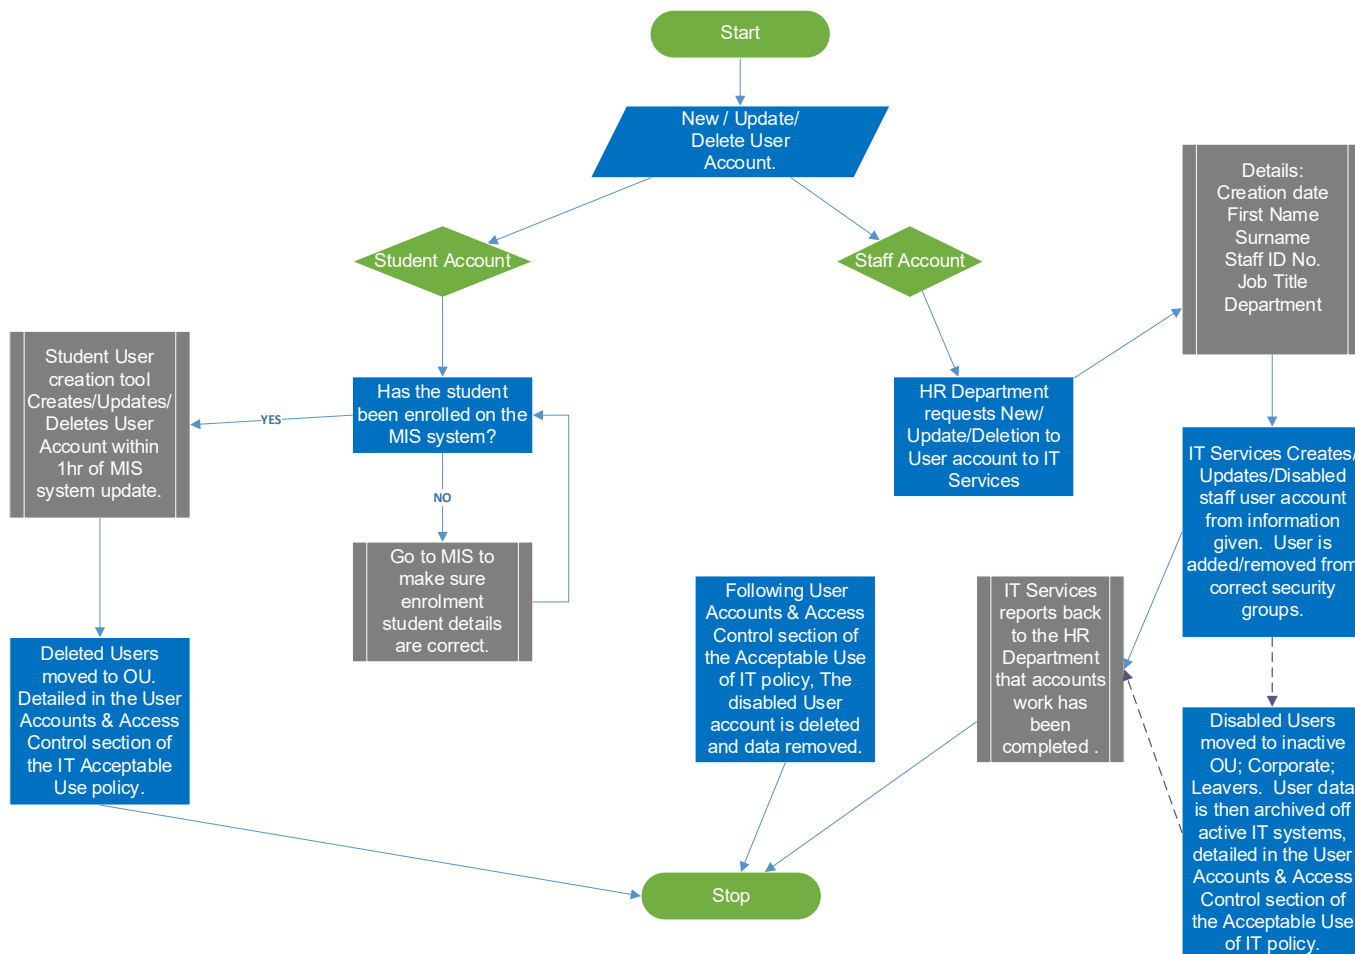 Start
New / Update/
Delete User
Account.
Student Account
Staff Account
Details:
Creation date
First Name
Surname
Staff ID No.
Job Title
Department
Student User
creation tool
Creates/Updates/
Deletes User
Account within
1hr of MIS
system update.
YES
Has the student
been enrolled on the
MIS system?
HR Department
requests New/
Update/Deletion to
User account to IT
Services
NO
Go to MIS to
make sure
enrolment
student details
are correct.
IT Services Creates/
Updates/Disabled
staff user account
from information
given.  User is
added/removed from
correct security
groups.
Following User
Accounts & Access
Control section of
the Acceptable Use
of IT policy, The
disabled User
account is deleted
and data removed.
IT Services
reports back
to the HR
Department
that accounts
work has
been
completed .
Deleted Users
moved to OU.
Detailed in the User
Accounts & Access
Control section of
the IT Acceptable
Use policy.
Disabled Users
moved to inactive
OU; Corporate;
Leavers.  User data
is then archived off
active IT systems,
detailed in the User
Accounts & Access
Control section of
the Acceptable Use
of IT policy.
Stop